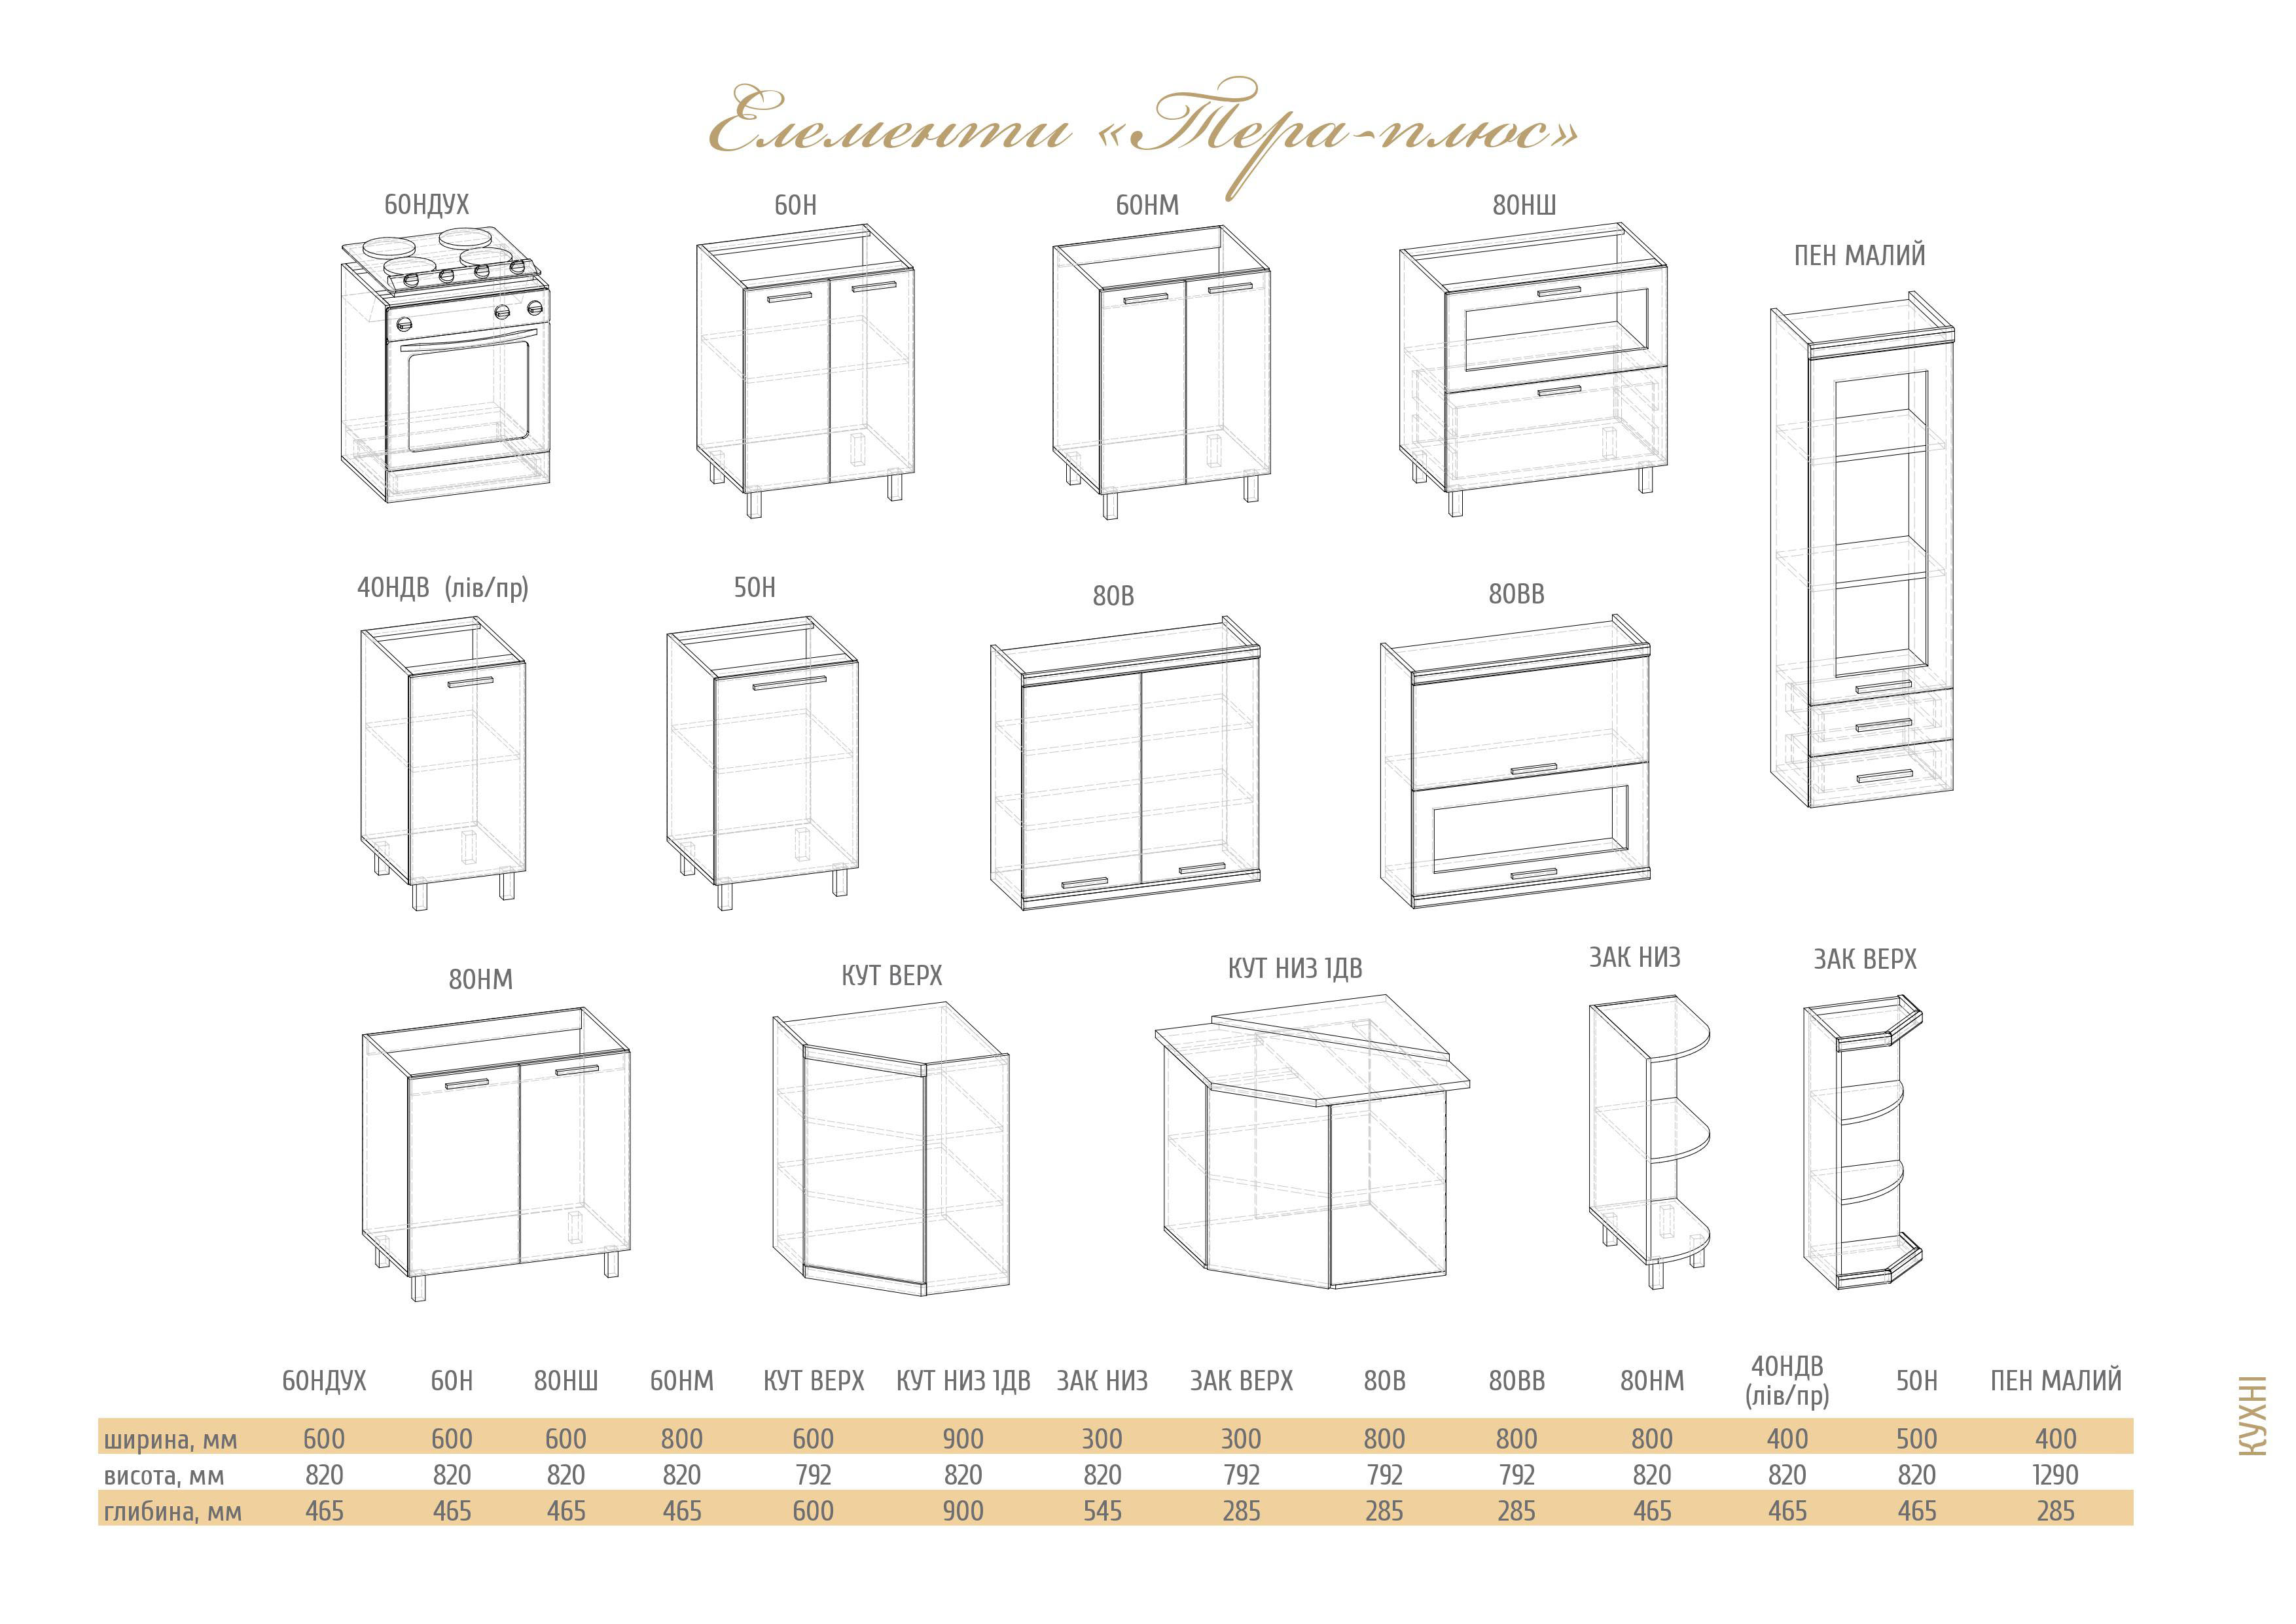 Елементи «Тера-плюс»
60НДУХ
60Н
60НМ
80НШ
ПЕН МАЛИЙ
40НДВ (лів/пр)
50Н
80В
80ВВ
80НМ
КУТ ВЕРХ
КУТ НИЗ 1ДВ
ЗАК НИЗ
ЗАК ВЕРХ
60НДУХ 60Н 80НШ 60НМ КУТ ВЕРХ КУТ НИЗ 1ДВ ЗАК НИЗ ЗАК ВЕРХ 80В 80ВВ 80НМ 40НДВ (лів/пр) 50Н ПЕН МАЛИЙ
ширина, мм 600 600 600 800 600 900 300 300 800 800 800 400 500 400
висота, мм 820 820 820 820 792 820 820 792 792 792 820 820 820 1290
глибина, мм 465 465 465 465 600 900 545 285 285 285 465 465 465 285
КУХНІ